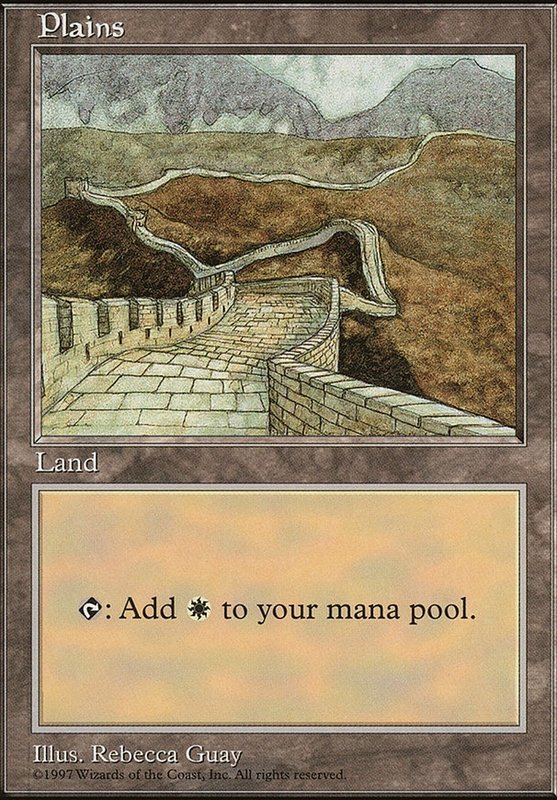 Plains
Land
: Add to your mana pool.
Illus. Rebecca Guay
©1997 Wizards of the Coast, Inc. All rights reserved.